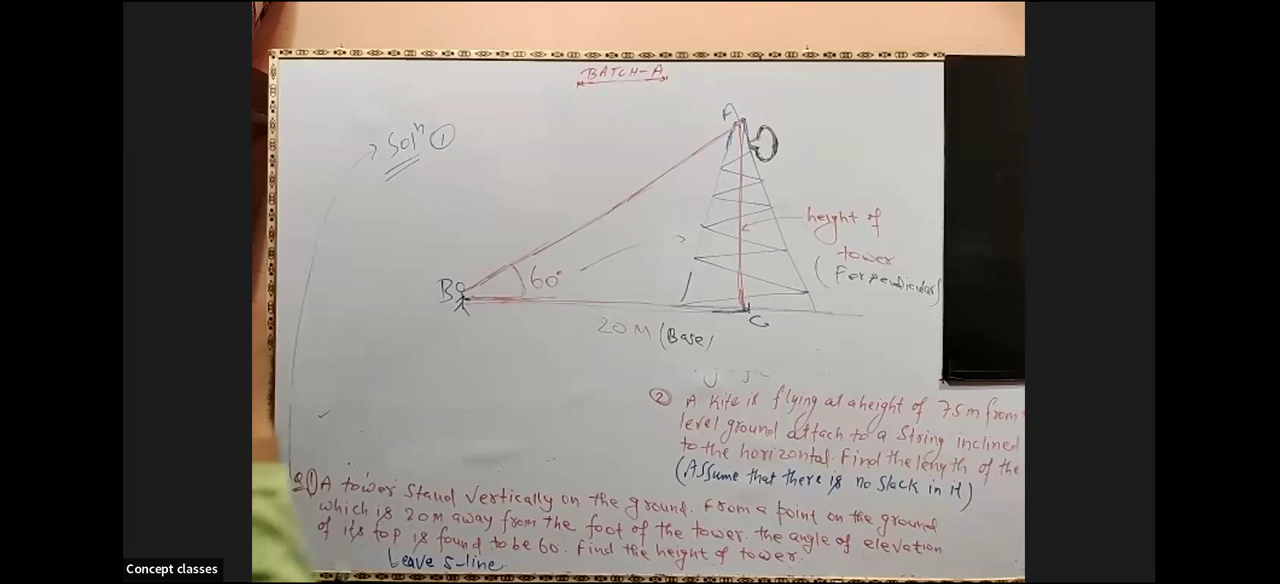 BATCH-A
Solⁿ ①
A
height of
tower
(Perpendicular)
B
60°
C
20 M (Base)
② A Kite is flying at a height of 75m from
level ground attach to a string inclined
to the horizontal. Find the length of the
(Assume that there is no slack in it)
Q① A tower Stand vertically on the ground. From a point on the ground
which is 20M away from the foot of the tower. the angle of elevation
of its top is found to be 60. Find the height of tower.
Leave 5-line
Concept classes